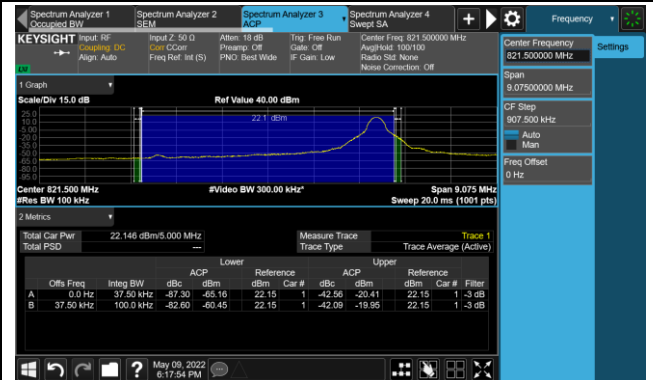 Spectrum Analyzer 1
Occupied BW
Spectrum Analyzer 2
SEM
Spectrum Analyzer 3
ACP
Spectrum Analyzer 4
Swept SA
Frequency
KEYSIGHT
Input: RF
Coupling: DC
Align: Auto
Input Z: 50 Ω
Corr CCorr
Freq Ref: Int (S)
Atten: 18 dB
Preamp: Off
PNO: Best Wide
Trig: Free Run
Gate: Off
IF Gain: Low
Center Freq: 821.500000 MHz
Avg|Hold: 100/100
Radio Std: None
Noise Correction: Off
Center Frequency
821.500000 MHz
Settings
Span
9.07500000 MHz
CF Step
907.500 kHz
Auto
Man
Freq Offset
0 Hz
1 Graph
Scale/Div 15.0 dB
Ref Value 40.00 dBm
22.1 dBm
25.0
10.0
-5.00
-20.0
-35.0
-50.0
-65.0
-80.0
-95.0
Center 821.500 MHz
#Video BW 300.00 kHz*
Span 9.075 MHz
#Res BW 100 kHz
Sweep 20.0 ms (1001 pts)
2 Metrics
Total Car Pwr 22.146 dBm/5.000 MHz
Total PSD ---
Measure Trace Trace 1
Trace Type Trace Average (Active)
Lower Upper
ACP Reference ACP Reference
Offs Freq Integ BW dBc dBm dBm Car # dBc dBm dBm Car # Filter
A 0.0 Hz 37.50 kHz -87.30 -65.16 22.15 1 -42.56 -20.41 22.15 1 -3 dB
B 37.50 kHz 100.0 kHz -82.60 -60.45 22.15 1 -42.09 -19.95 22.15 1 -3 dB
May 09, 2022
6:17:54 PM